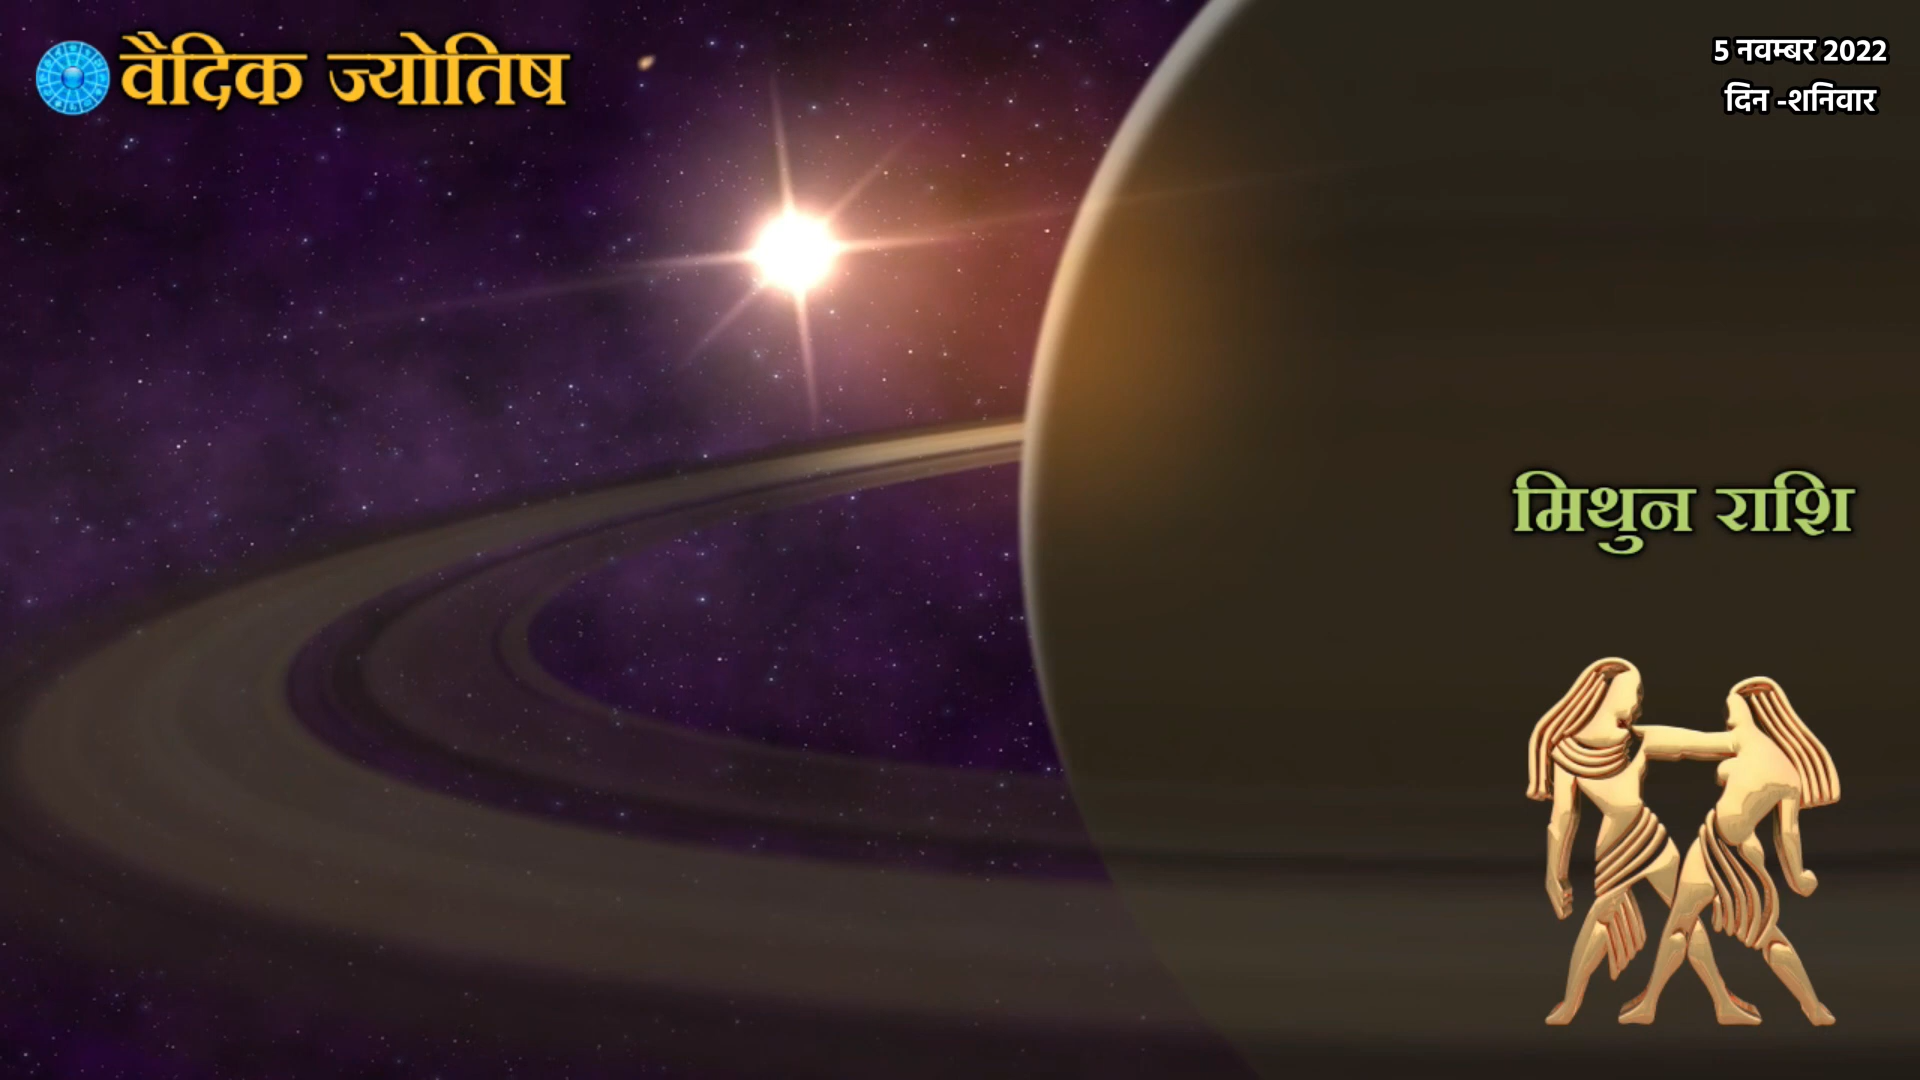 वैदिक ज्योतिष
5 नवम्बर 2022
दिन -शनिवार
मिथुन राशि